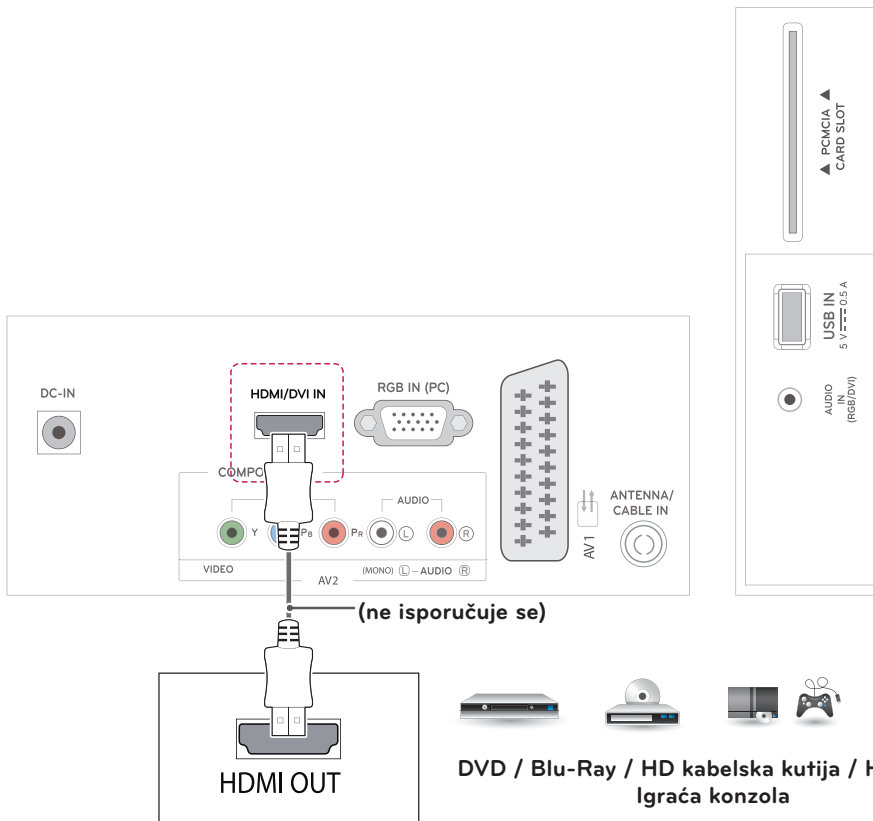 ▲ PCMCIA ▲
CARD SLOT
USB IN
5 V 0.5 A
AUDIO
IN
(RGB/DVI)
DC-IN
HDMI/DVI IN
RGB IN (PC)
AUDIO
Y
PB
PR
L
R
VIDEO
AV2
(MONO) L – AUDIO R
AV1
ANTENNA/
CABLE IN
(ne isporučuje se)
HDMI OUT
DVD / Blu-Ray / HD kabelska kutija /
Igraća konzola